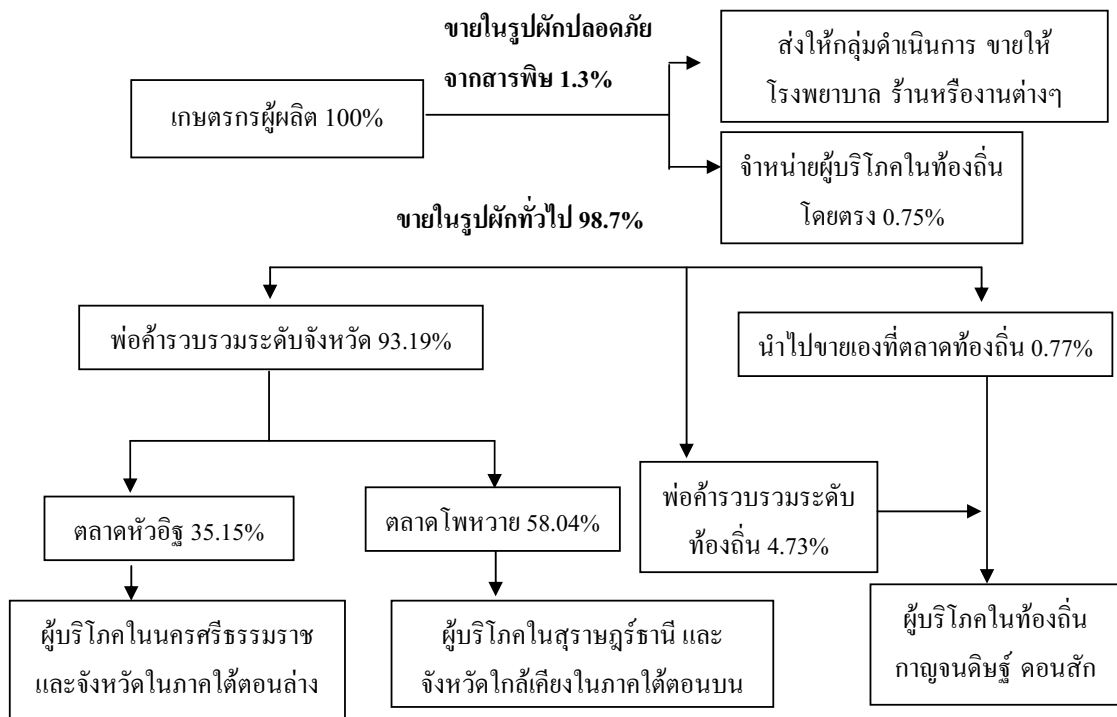 ขายในรูปผักปลอดภัย
จากสารพิษ 1.3%
ส่งให้กลุ่มดำเนินการ ขายให้
โรงพยาบาล ร้านหรืองานต่างๆ
เกษตรกรผู้ผลิต 100%
จำหน่ายผู้บริโภคในท้องถิ่น
โดยตรง 0.75%
ขายในรูปผักทั่วไป 98.7%
พ่อค้ารวบรวมระดับจังหวัด 93.19%
นำไปขายเองที่ตลาดท้องถิ่น 0.77%
ตลาดหัวอิฐ 35.15%
ตลาดโพหวาย 58.04%
พ่อค้ารวบรวมระดับ
ท้องถิ่น 4.73%
ผู้บริโภคในนครศรีธรรมราช
และจังหวัดในภาคใต้ตอนล่าง
ผู้บริโภคในสุราษฎร์ธานี และ
จังหวัดใกล้เคียงในภาคใต้ตอนบน
ผู้บริโภคในท้องถิ่น
กาญจนดิษฐ์ ดอนสัก